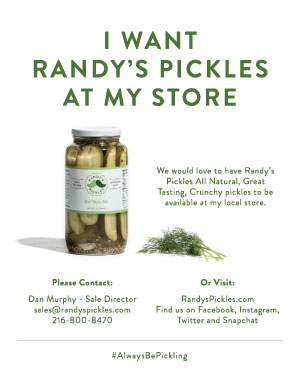 I WANT
RANDY'S PICKLES
AT MY STORE
RANDY'S
PICKLES
We would love to have Randy's
Pickles All Natural, Great
Tasting, Crunchy pickles to be
available at my local store.
Please Contact:
Dan Murphy - Sale Director
sales@randyspickles.com
216-800-8470
Or Visit:
RandysPickles.com
Find us on Facebook, Instagram,
Twitter and Snapchat
#AlwaysBePickling